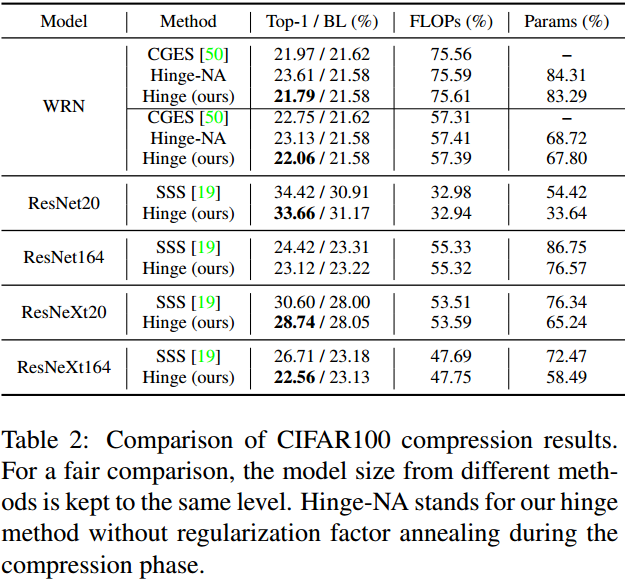 Model Method Top-1 / BL (%) FLOPs (%) Params (%)
WRN
CGES [50] 21.97 / 21.62 75.56 –
Hinge-NA 23.61 / 21.58 75.59 84.31
Hinge (ours) 21.79 / 21.58 75.61 83.29
CGES [50] 22.75 / 21.62 57.31 –
Hinge-NA 23.13 / 21.58 57.41 68.72
Hinge (ours) 22.06 / 21.58 57.39 67.80
ResNet20
SSS [19] 34.42 / 30.91 32.98 54.42
Hinge (ours) 33.66 / 31.17 32.94 33.64
ResNet164
SSS [19] 24.42 / 23.31 55.33 86.75
Hinge (ours) 23.12 / 23.22 55.32 76.57
ResNeXt20
SSS [19] 30.60 / 28.00 53.51 76.34
Hinge (ours) 28.74 / 28.05 53.59 65.24
ResNeXt164
SSS [19] 26.71 / 23.18 47.69 72.47
Hinge (ours) 22.56 / 23.13 47.75 58.49
Table 2: Comparison of CIFAR100 compression results.
For a fair comparison, the model size from different meth-
ods is kept to the same level. Hinge-NA stands for our hinge
method without regularization factor annealing during the
compression phase.